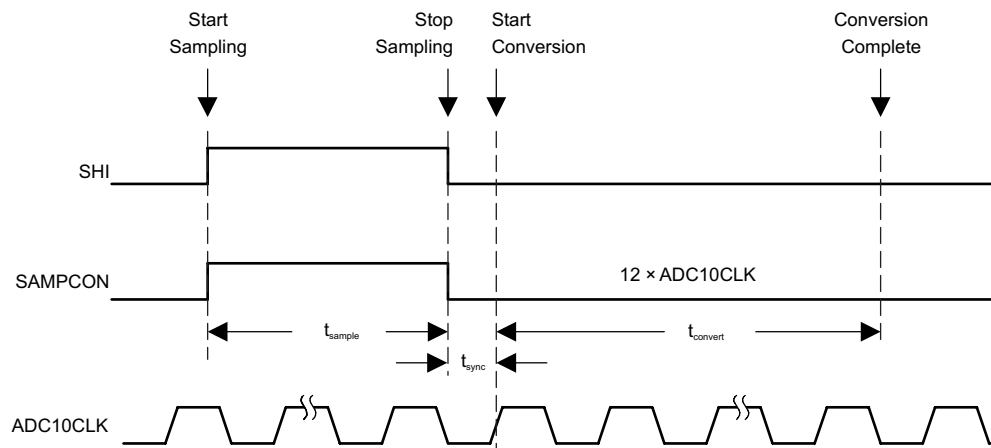 Start
Sampling
Stop
Sampling
Start
Conversion
Conversion
Complete
SHI
SAMPCON
12 × ADC10CLK
tsample
tconvert
tsync
ADC10CLK